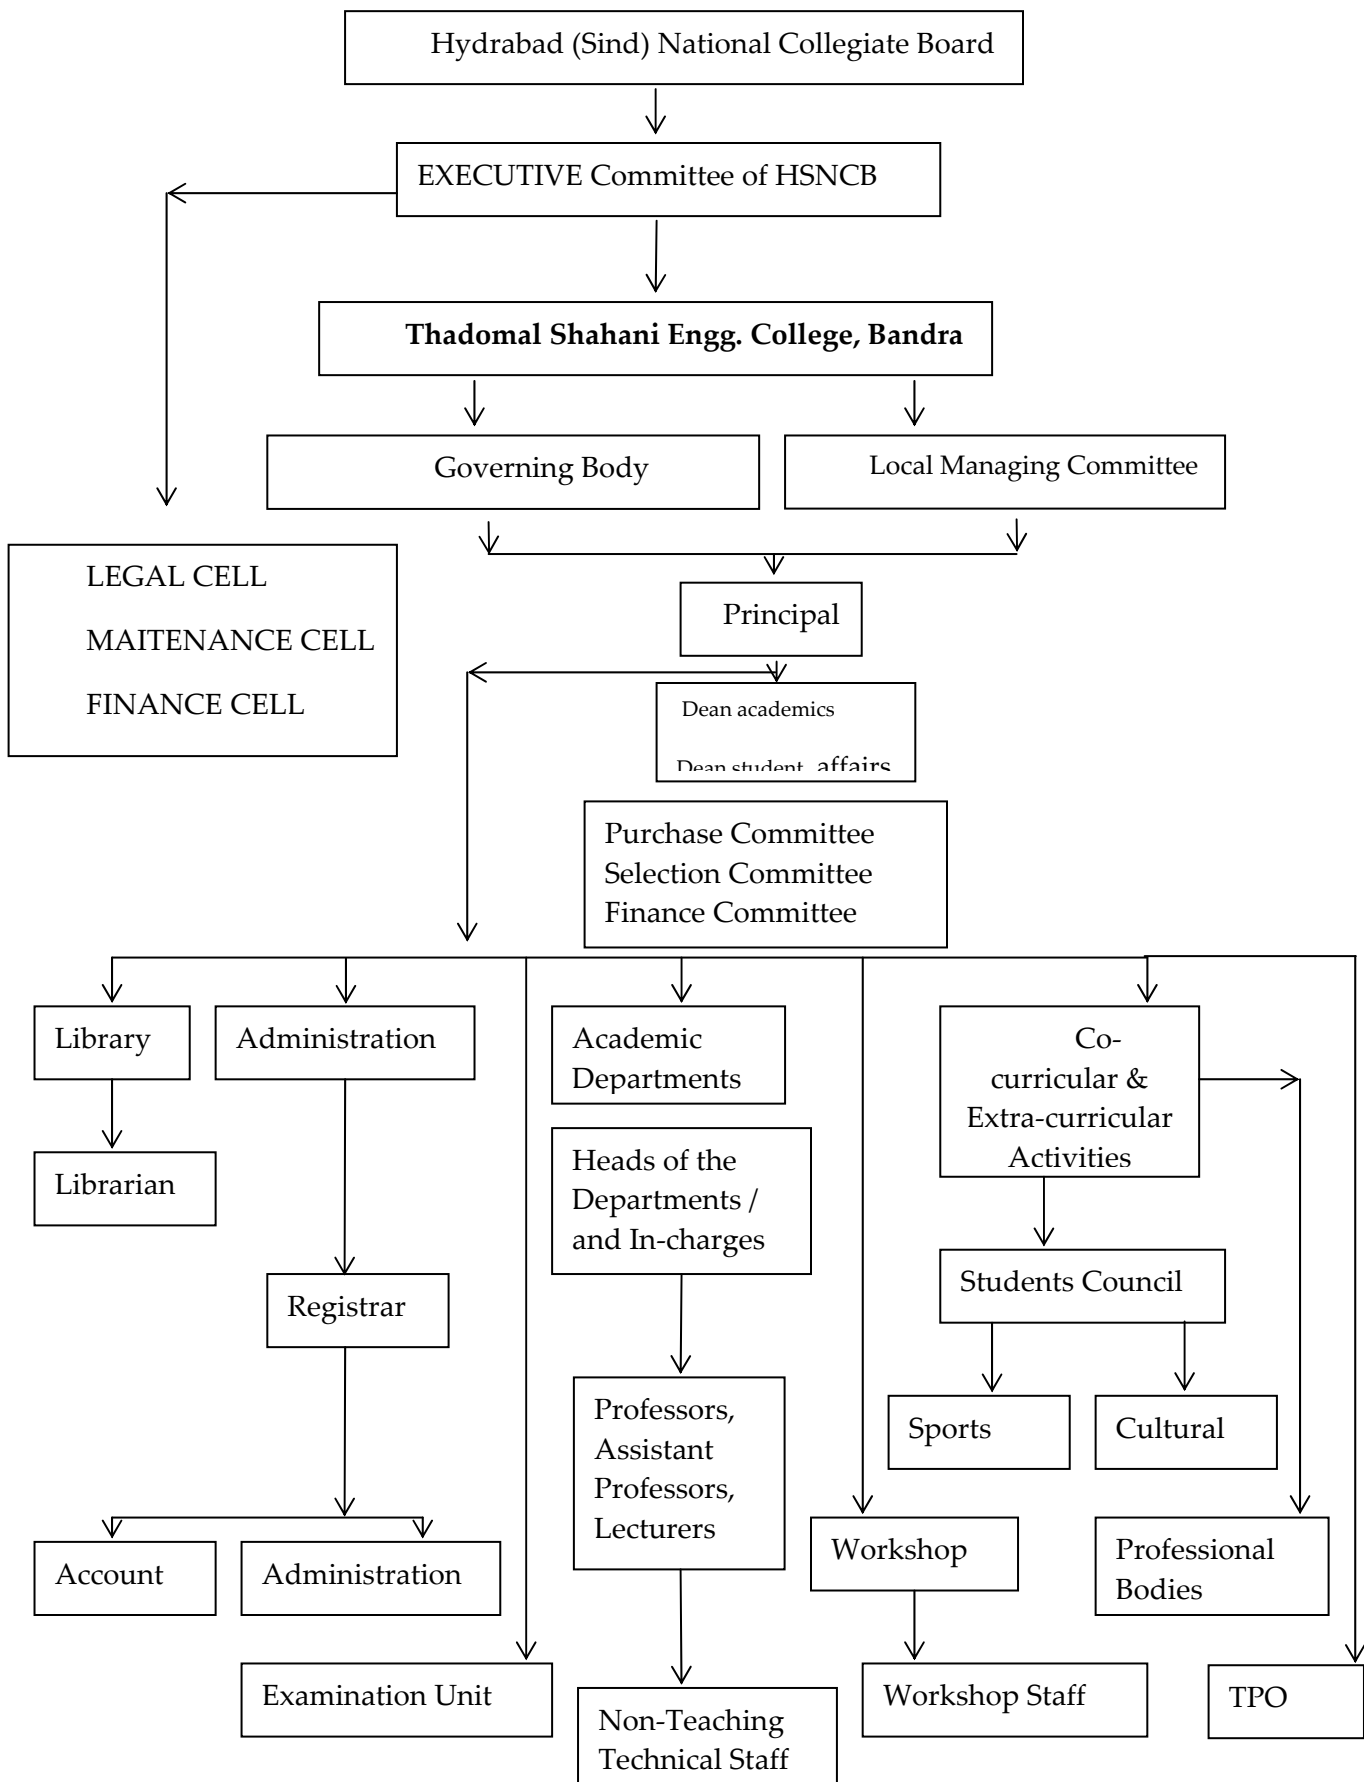 Hydrabad (Sind) National Collegiate Board
EXECUTIVE Committee of HSNCB
Thadomal Shahani Engg. College, Bandra
Governing Body
Local Managing Committee
LEGAL CELL
MAITENANCE CELL
FINANCE CELL
Principal
Dean academics
Dean student affairs
Purchase Committee
Selection Committee
Finance Committee
Library
Administration
Academic
Departments
Co-
curricular &
Extra-curricular
Activities
Librarian
Heads of the
Departments /
and In-charges
Registrar
Students Council
Professors,
Assistant
Professors,
Lecturers
Sports
Cultural
Account
Administration
Workshop
Professional
Bodies
Examination Unit
Non-Teaching
Technical Staff
Workshop Staff
TPO